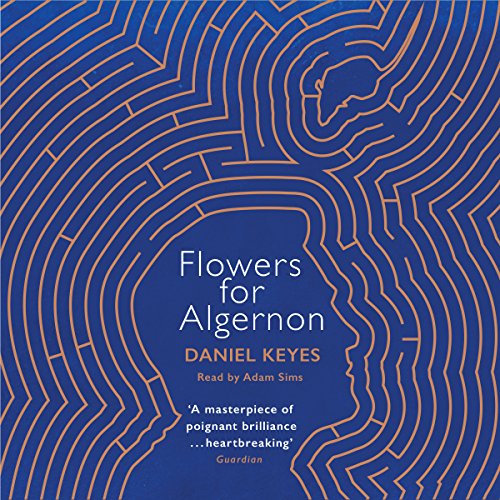 Flowers
for
Algernon
DANIEL KEYES
Read by Adam Sims
‘A masterpiece of
poignant brilliance
...heartbreaking’
Guardian